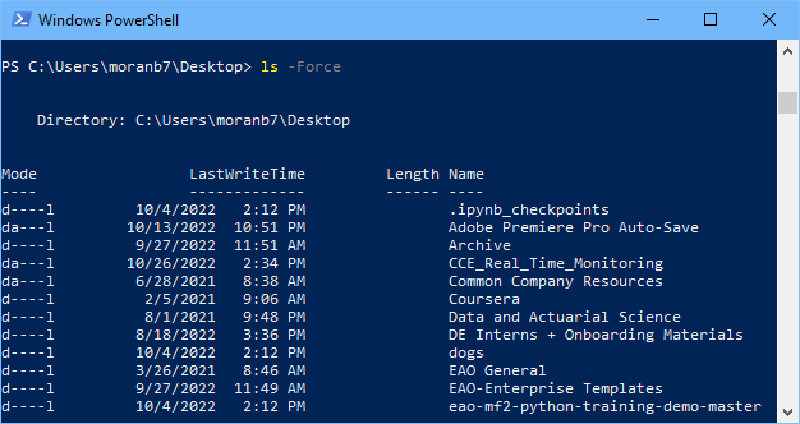 Windows PowerShell
PS C:\Users\moranb7\Desktop> ls -Force
Directory: C:\Users\moranb7\Desktop
Mode LastWriteTime Length Name
---- ------------- ------ ----
d----l 10/4/2022 2:12 PM .ipynb_checkpoints
da---l 10/13/2022 10:51 PM Adobe Premiere Pro Auto-Save
d----l 9/27/2022 11:51 AM Archive
da---l 10/26/2022 2:34 PM CCE_Real_Time_Monitoring
da---l 6/28/2021 8:38 AM Common Company Resources
d----l 2/5/2021 9:06 AM Coursera
d----l 8/1/2021 9:48 PM Data and Actuarial Science
d----l 8/18/2022 3:36 PM DE Interns + Onboarding Materials
d----l 10/4/2022 2:12 PM dogs
d----l 3/26/2021 8:46 AM EAO General
d----l 9/27/2022 11:49 AM EAO-Enterprise Templates
d----l 10/4/2022 2:12 PM eao-mf2-python-training-demo-master